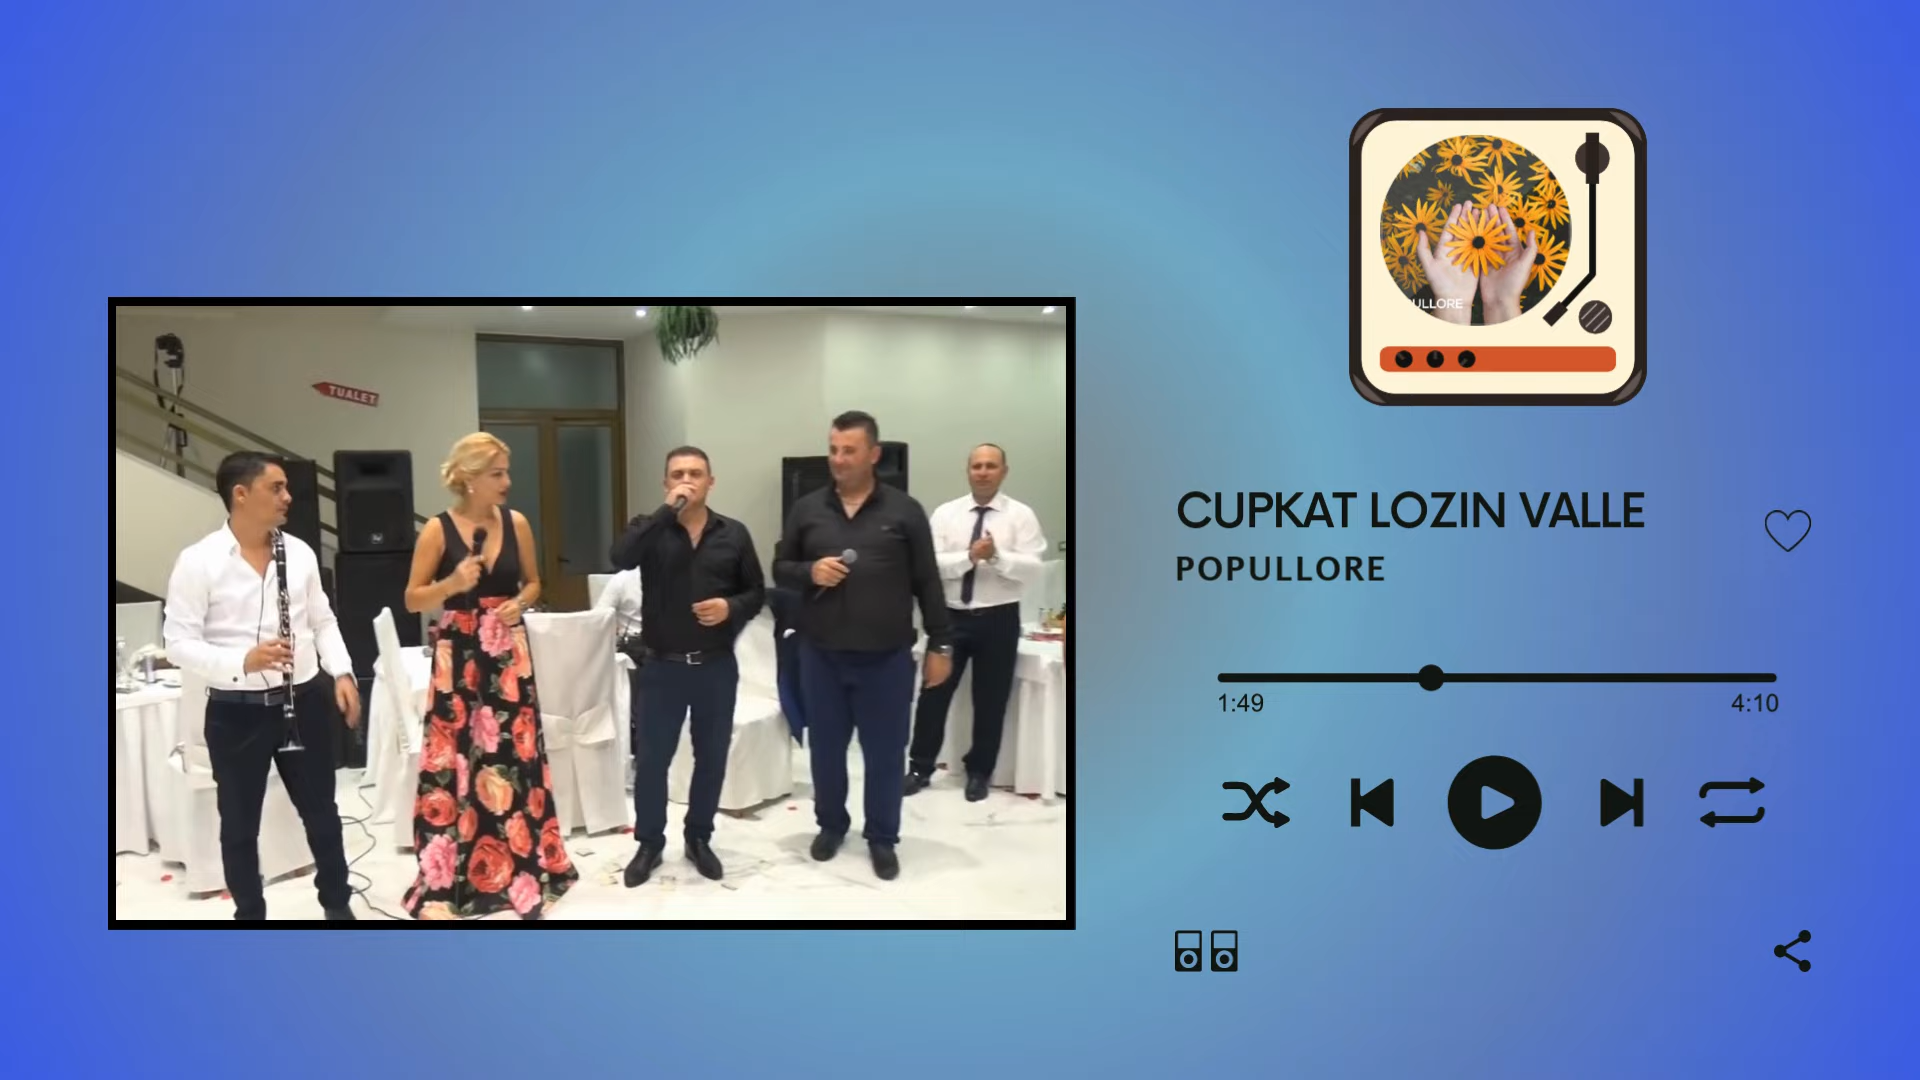 TUALET
ULLORE
CUPKAT LOZIN VALLE
POPULLORE
1:49
4:10